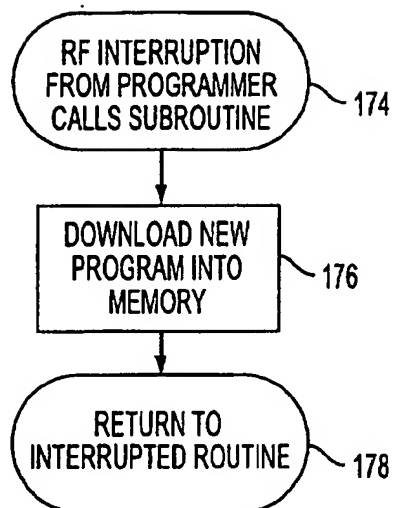 RF INTERRUPTION
FROM PROGRAMMER
CALLS SUBROUTINE
174
DOWNLOAD NEW
PROGRAM INTO
MEMORY
176
RETURN TO
INTERRUPTED ROUTINE
178